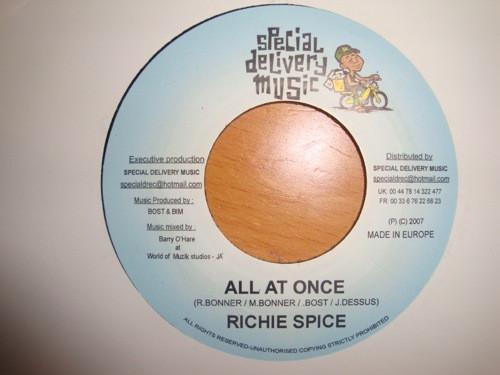 special
delivery
music
Executive production
SPECIAL DELIVERY MUSIC
specialdrec@hotmail.com
Music Produced by :
BOST & BIM
Music mixed by :
Barry O'Hare
at
World of Muzik studios - JA
Distributed by
SPECIAL DELIVERY MUSIC
specialdrec@hotmail.com
UK: 00 44 78 14 322 477
FR: 00 33 6 76 22 68 23
(P) (C) 2007
MADE IN EUROPE
ALL AT ONCE
(R.BONNER / M.BONNER / .BOST / J.DESSUS)
RICHIE SPICE
ALL RIGHTS RESERVED-UNAUTHORISED COPYING STRICTLY PROHIBITED